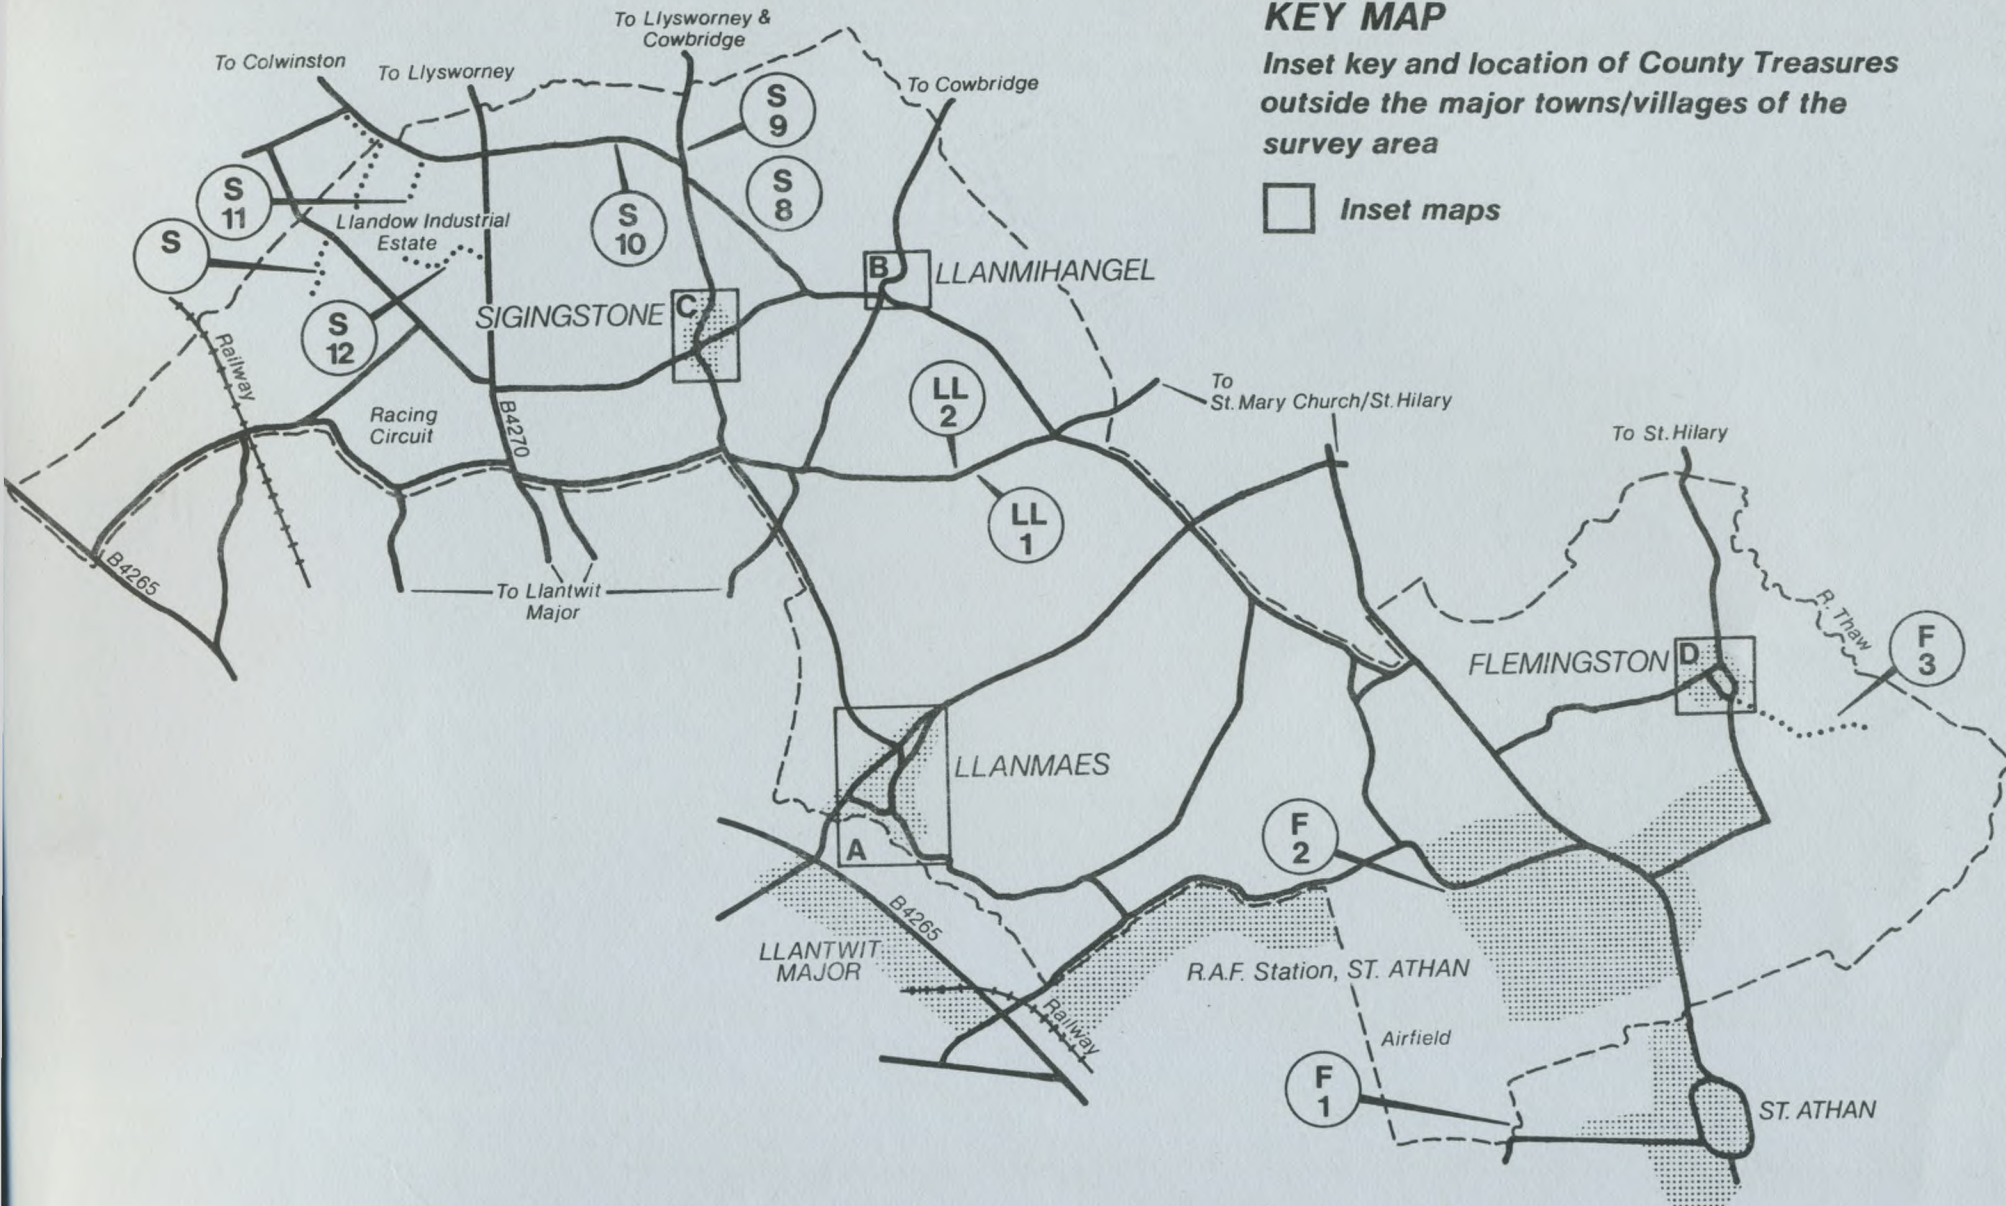 KEY MAP
Inset key and location of County Treasures
outside the major towns/villages of the
survey area
Inset maps
To Llysworney &
Cowbridge
To Colwinston
To Llysworney
To Cowbridge
S
9
S
8
S
11
S
10
Llandow Industrial
Estate
S
B
LLANMIHANGEL
SIGINGSTONE
C
S
12
Railway
Racing
Circuit
B4270
LL
2
To
St. Mary Church/St. Hilary
To St. Hilary
LL
1
B4265
To Llantwit
Major
R. Thaw
F
3
FLEMINGSTON
D
LLANMAES
A
F
2
B4265
LLANTWIT
MAJOR
R.A.F. Station, ST. ATHAN
Railway
Airfield
F
1
ST. ATHAN